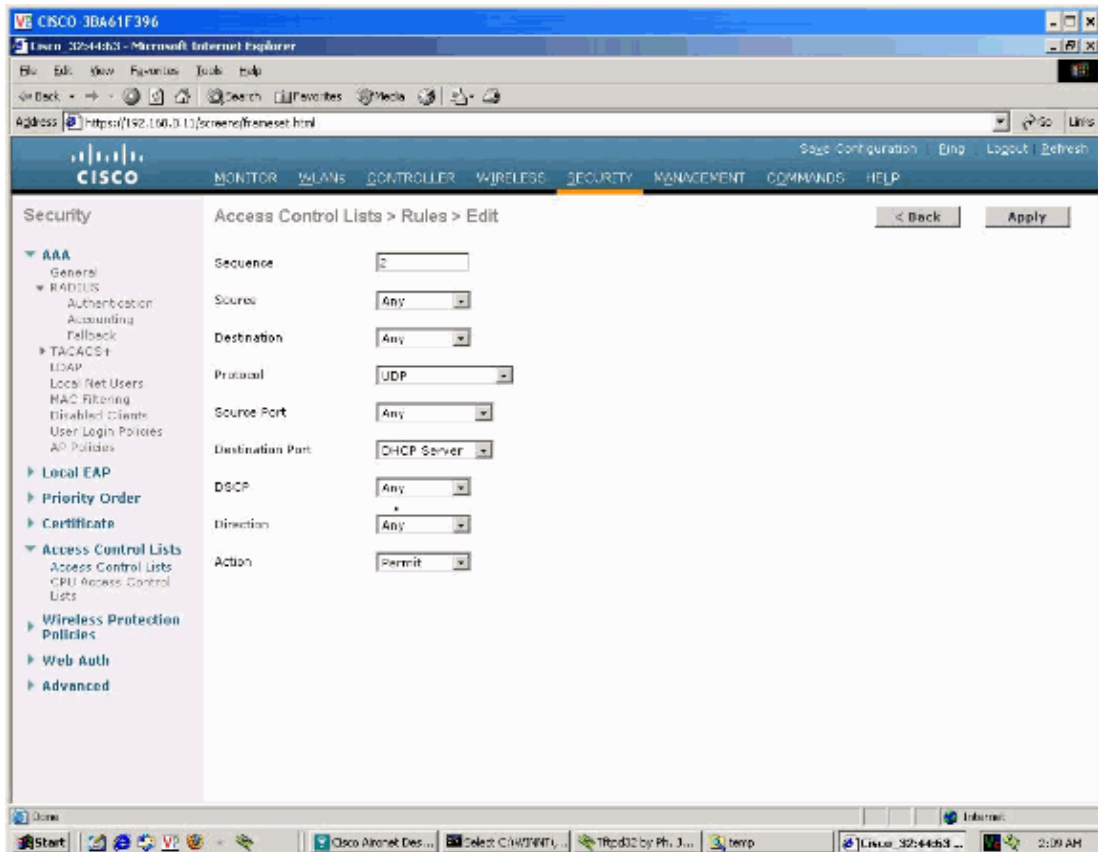 CISCO-3BA61F396
Cisco_32:44:63 - Microsoft Internet Explorer
File Edit View Favorites Tools Help
Back Search Favorites Media
Address https://192.168.0.11/screens/frameset.html Go Links
Save Configuration Ping Logout Refresh
CISCO
MONITOR WLANs CONTROLLER WIRELESS SECURITY MANAGEMENT COMMANDS HELP
Security
Access Control Lists > Rules > Edit
< Back Apply
AAA
General
RADIUS
Authentication
Accounting
Fallback
TACACS+
LDAP
Local Net Users
MAC Filtering
Disabled Clients
User Login Policies
AP Policies
Local EAP
Priority Order
Certificate
Access Control Lists
Access Control Lists
CPU Access Control
Lists
Wireless Protection
Policies
Web Auth
Advanced
Sequence 2
Source Any
Destination Any
Protocol UDP
Source Port Any
Destination Port DHCP Server
DSCP Any
Direction Any
Action Permit
Done Internet
Start Cisco Aironet Des... Select C:\WINNT\... Tftpd32 by Ph. J... temp Cisco_32:44:63 ... 2:09 AM